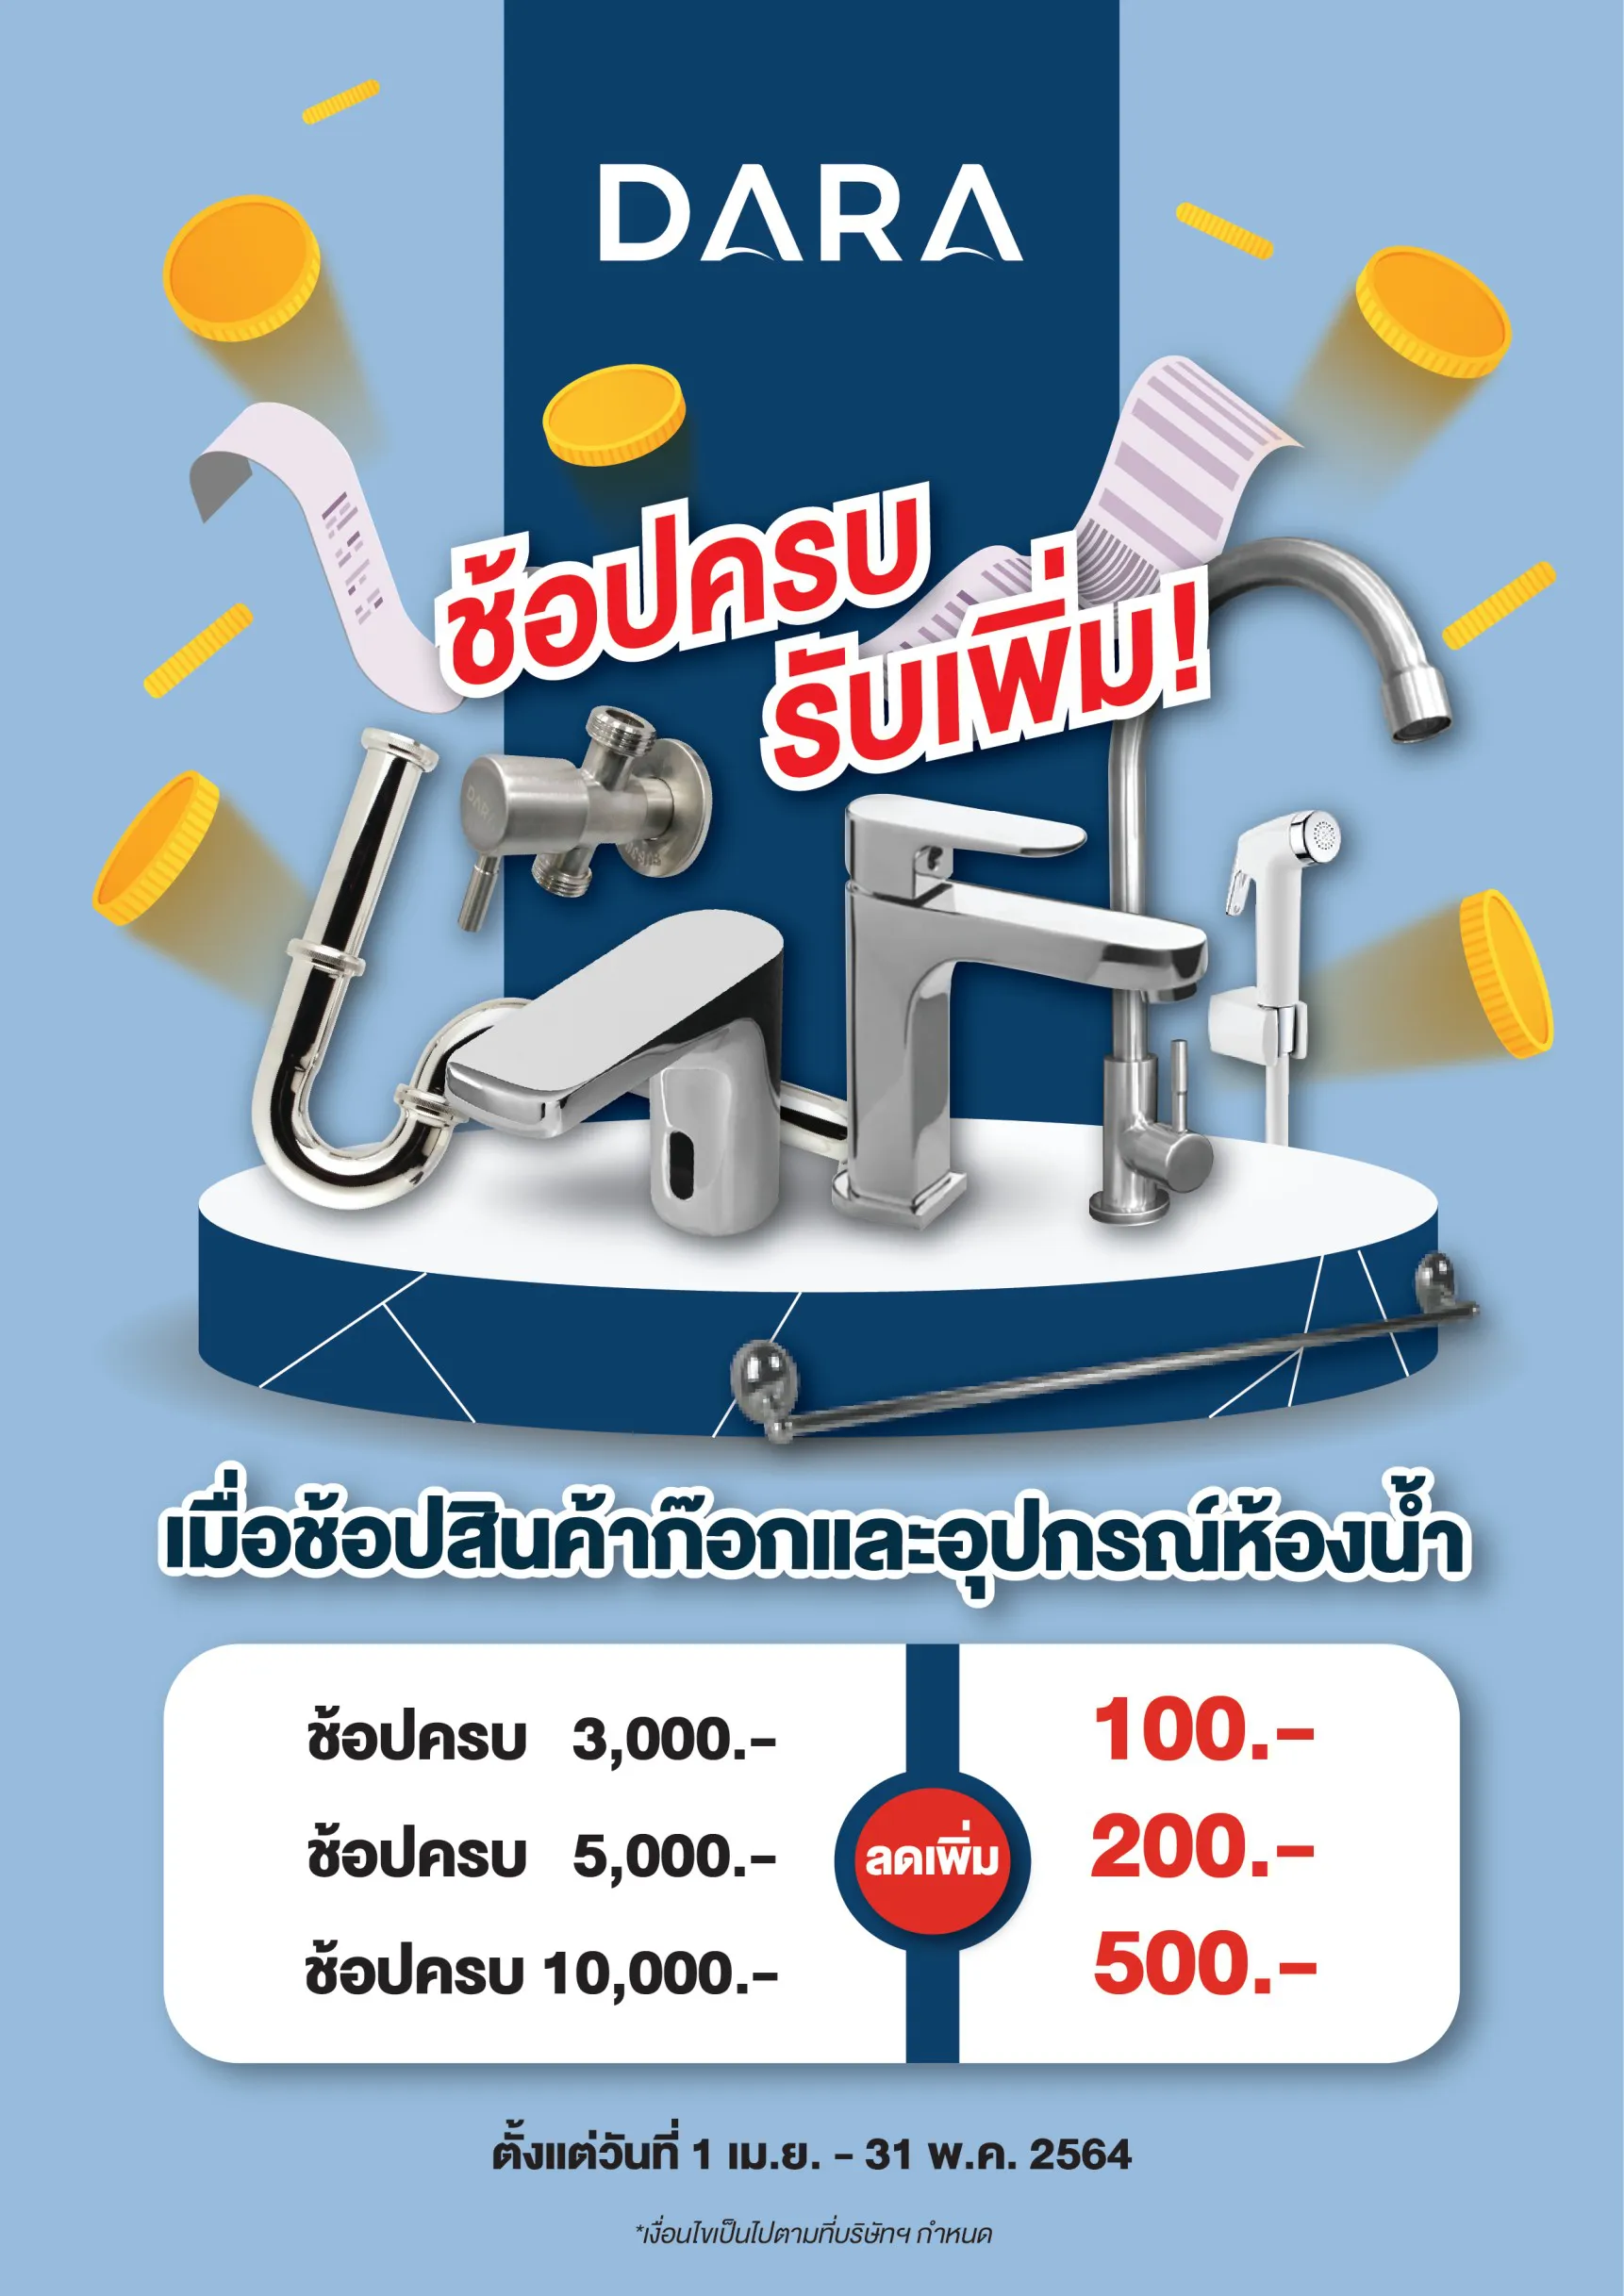 DARA
ช้อปครบ
รับเพิ่ม!
DARA
เมื่อช้อปสินค้าก๊อกและอุปกรณ์ห้องน้ำ
ช้อปครบ 3,000.- 100.-
ช้อปครบ 5,000.- ลดเพิ่ม 200.-
ช้อปครบ 10,000.- 500.-
ตั้งแต่วันที่ 1 เม.ย. - 31 พ.ค. 2564
*เงื่อนไขเป็นไปตามที่บริษัทฯ กำหนด